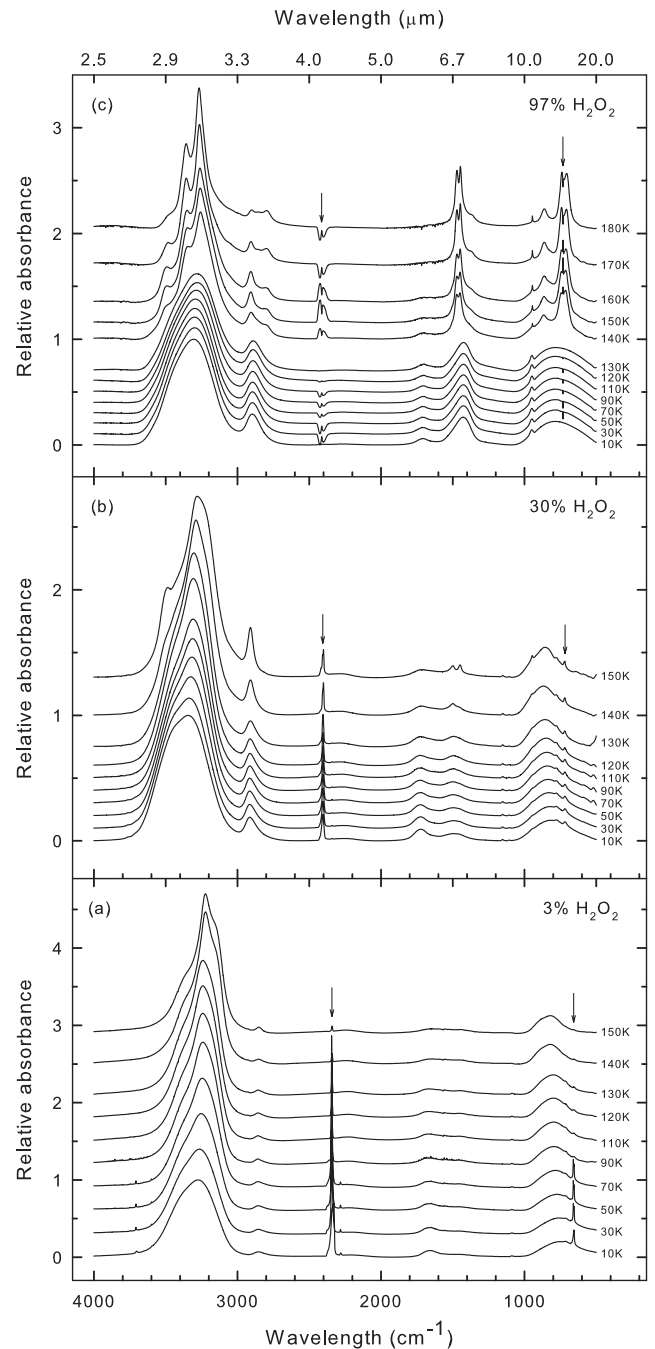 Wavelength (μm)
2.5 2.9 3.3 4.0 5.0 6.7 10.0 20.0
(c) 97% H2O2
3
2
1
0
Relative absorbance
180K
170K
160K
150K
140K
130K
120K
110K
90K
70K
50K
30K
10K
(b) 30% H2O2
2
1
0
Relative absorbance
150K
140K
130K
120K
110K
90K
70K
50K
30K
10K
(a) 3% H2O2
4
3
2
1
0
Relative absorbance
150K
140K
130K
120K
110K
90K
70K
50K
30K
10K
4000 3000 2000 1000
Wavelength (cm-1)